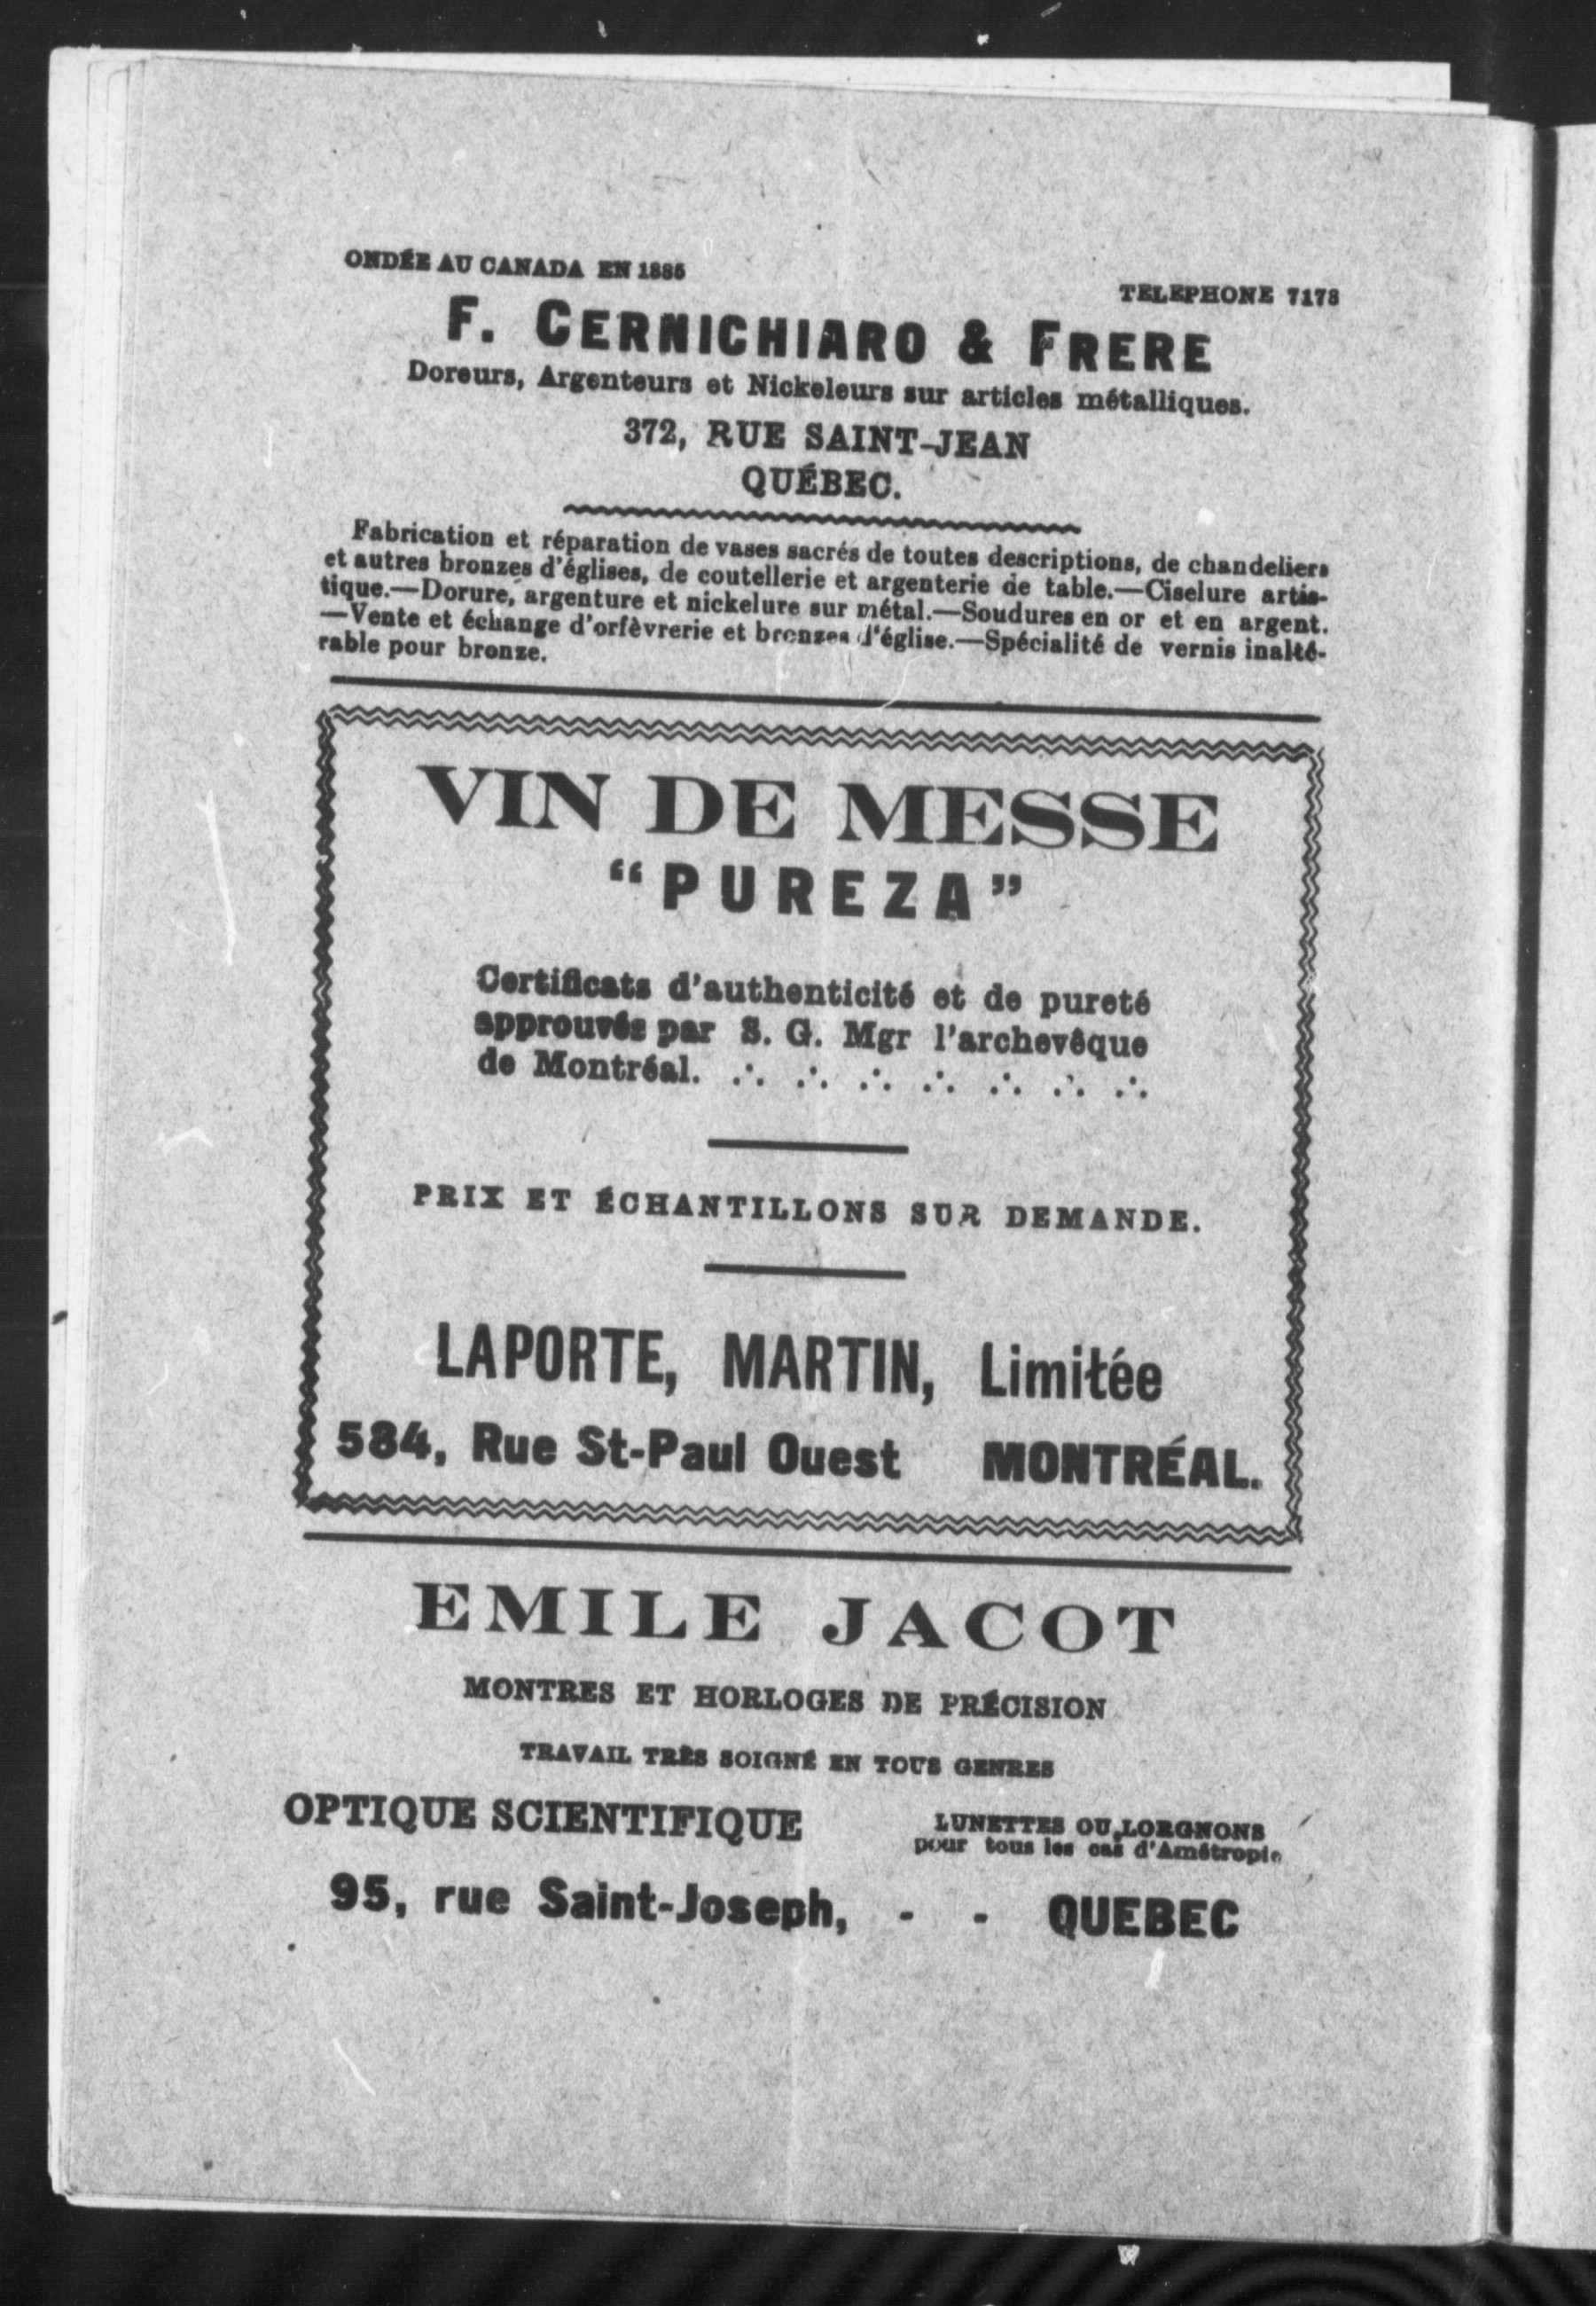 ONDÉE AU CANADA EN 1885
TELEPHONE 7178
F. CERNICHIARO & FRERE
Doreurs, Argenteurs et Nickeleurs sur articles métalliques.
372, RUE SAINT-JEAN
QUÉBEC.
Fabrication et réparation de vases sacrés de toutes descriptions, de chandeliers
et autres bronzes d'églises, de coutellerie et argenterie de table.—Ciselure artis-
tique.—Dorure, argenture et nickelure sur métal.—Soudures en or et en argent.
—Vente et échange d'orfèvrerie et bronzes d'église.—Spécialité de vernis inalté-
rable pour bronze.
VIN DE MESSE
“PUREZA”
Certificats d'authenticité et de pureté
approuvés par S. G. Mgr l'archevêque
de Montréal. ∴ ∴ ∴ ∴ ∴ ∴ ∴
PRIX ET ÉCHANTILLONS SUR DEMANDE.
LAPORTE, MARTIN, Limitée
584, Rue St-Paul Ouest MONTRÉAL.
EMILE JACOT
MONTRES ET HORLOGES DE PRÉCISION
TRAVAIL TRÈS SOIGNÉ EN TOUS GENRES
OPTIQUE SCIENTIFIQUE
LUNETTES OU LORGNONS
pour tous les cas d'Amétropie
95, rue Saint-Joseph, - - QUEBEC